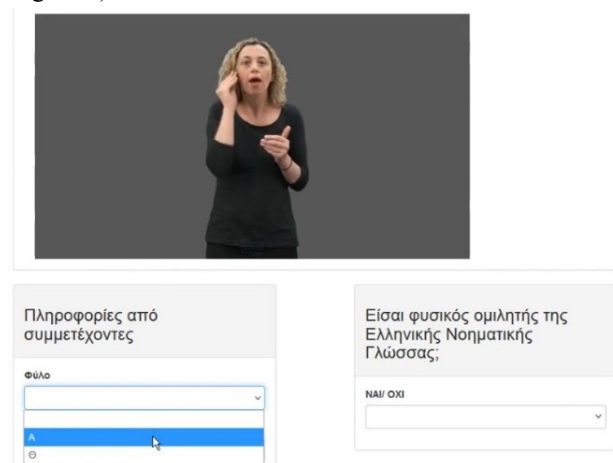 Πληροφορίες από
συμμετέχοντες
Φύλο
Α
Θ
Είσαι φυσικός ομιλητής της
Ελληνικής Νοηματικής
Γλώσσας;
ΝΑΙ/ ΟΧΙ